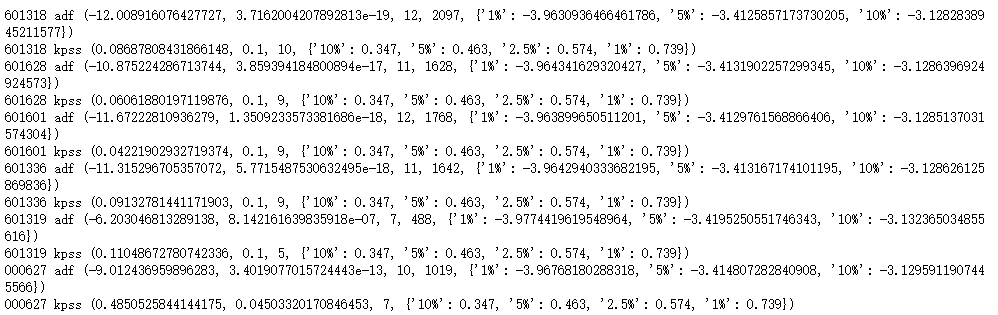 601318 adf (-12.008916076427727, 3.7162004207892813e-19, 12, 2097, {'1%': -3.9630936466461786, '5%': -3.4125857173730205, '10%': -3.12828389
45211577})
601318 kpss (0.08687808431866148, 0.1, 10, {'10%': 0.347, '5%': 0.463, '2.5%': 0.574, '1%': 0.739})
601628 adf (-10.875224286713744, 3.859394184800894e-17, 11, 1628, {'1%': -3.964341629320427, '5%': -3.4131902257299345, '10%': -3.1286396924
924573})
601628 kpss (0.06061880197119876, 0.1, 9, {'10%': 0.347, '5%': 0.463, '2.5%': 0.574, '1%': 0.739})
601601 adf (-11.67222810936279, 1.3509233573381686e-18, 12, 1768, {'1%': -3.963899650511201, '5%': -3.4129761568866406, '10%': -3.1285137031
574304})
601601 kpss (0.04221902932719374, 0.1, 9, {'10%': 0.347, '5%': 0.463, '2.5%': 0.574, '1%': 0.739})
601336 adf (-11.315296705357072, 5.7715487530632495e-18, 11, 1642, {'1%': -3.9642940333682195, '5%': -3.413167174101195, '10%': -3.128626125
869836})
601336 kpss (0.09132781441171903, 0.1, 9, {'10%': 0.347, '5%': 0.463, '2.5%': 0.574, '1%': 0.739})
601319 adf (-6.203046813289138, 8.142161639835918e-07, 7, 488, {'1%': -3.9774419619548964, '5%': -3.4195250551746343, '10%': -3.132365034855
616})
601319 kpss (0.11048672780742336, 0.1, 5, {'10%': 0.347, '5%': 0.463, '2.5%': 0.574, '1%': 0.739})
000627 adf (-9.012436959896283, 3.4019077015724443e-13, 10, 1019, {'1%': -3.96768180288318, '5%': -3.414807282840908, '10%': -3.129591190744
5566})
000627 kpss (0.4850525844144175, 0.04503320170846453, 7, {'10%': 0.347, '5%': 0.463, '2.5%': 0.574, '1%': 0.739})